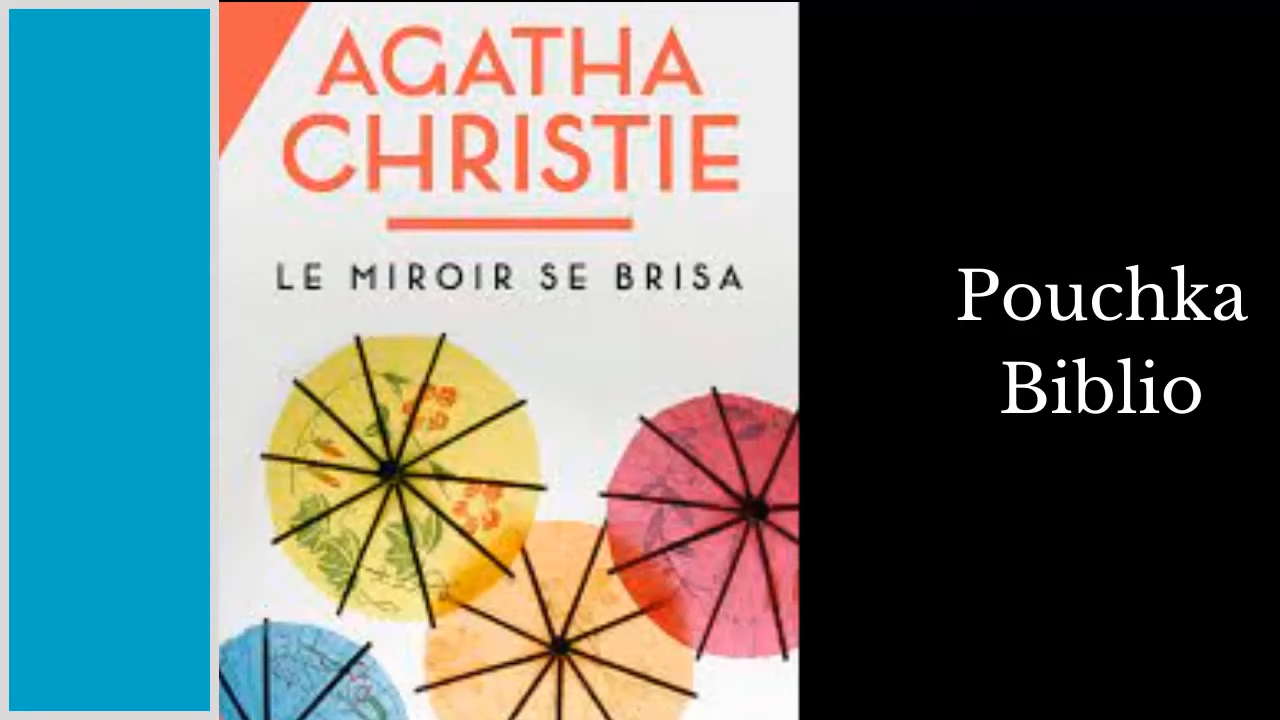 AGATHA
CHRISTIE
LE MIROIR SE BRISA
Pouchka
Biblio